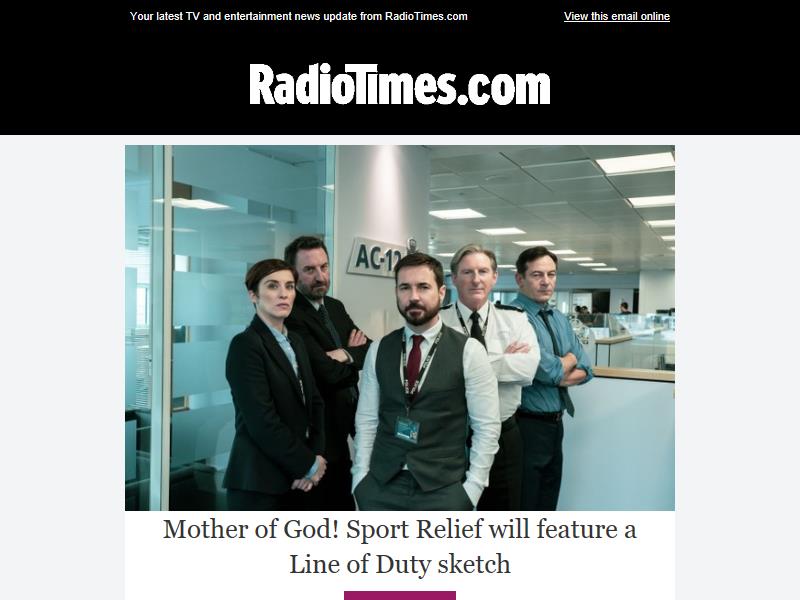 Your latest TV and entertainment news update from RadioTimes.com
View this email online
RadioTimes.com
AC-12
Mother of God! Sport Relief will feature a
Line of Duty sketch